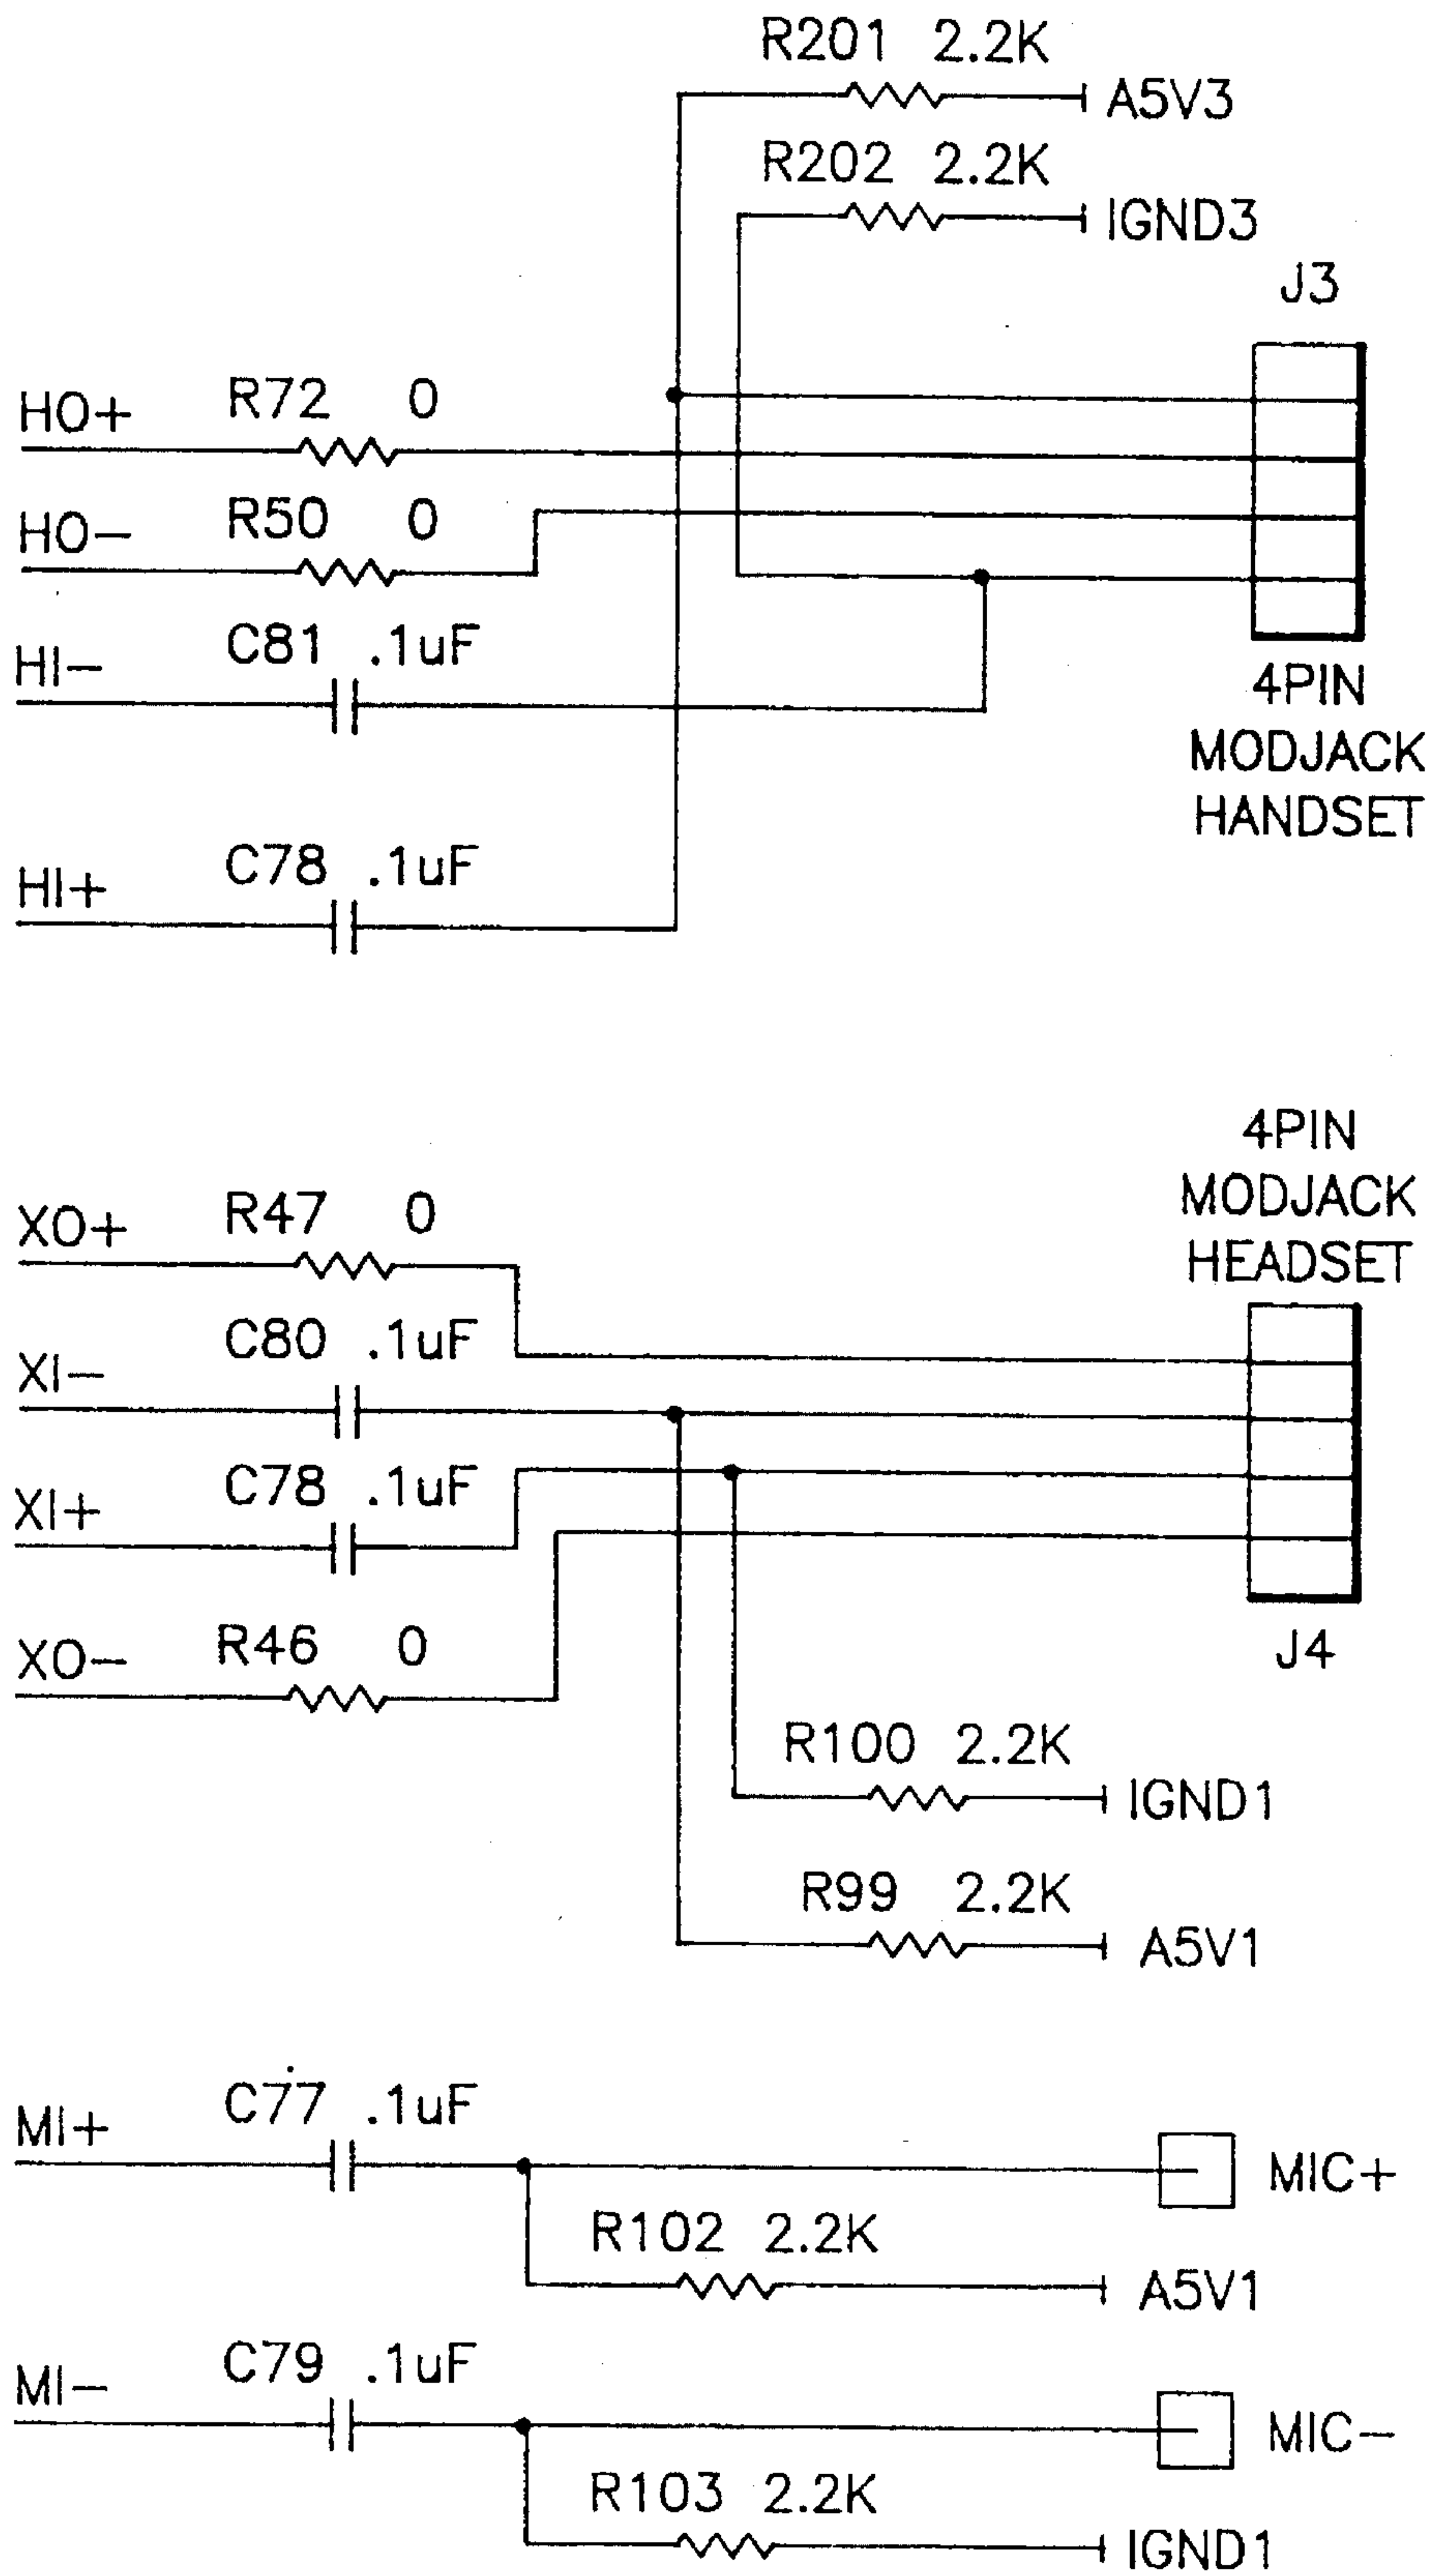 R201 2.2K
A5V3
R202 2.2K
IGND3
J3
HO+
R72 0
HO-
R50 0
HI-
C81 .1uF
4PIN
MODJACK
HANDSET
HI+
C78 .1uF
4PIN
MODJACK
HEADSET
XO+
R47 0
XI-
C80 .1uF
XI+
C78 .1uF
XO-
R46 0
J4
R100 2.2K
IGND1
R99 2.2K
A5V1
MI+
C77 .1uF
MIC+
R102 2.2K
A5V1
MI-
C79 .1uF
MIC-
R103 2.2K
IGND1